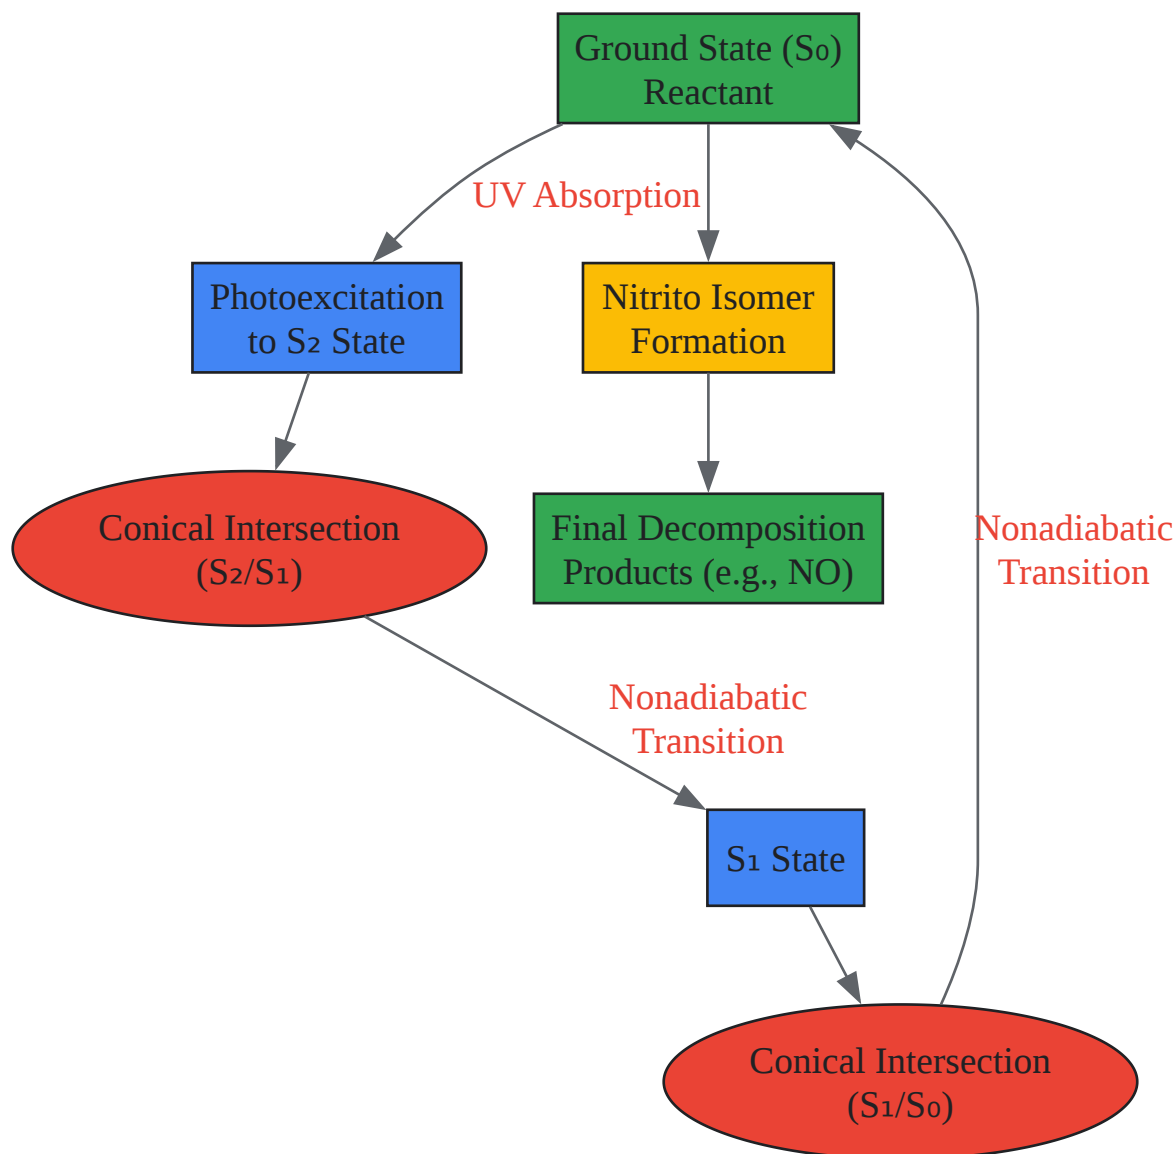 Ground State (S₀)
Reactant
UV Absorption
Photoexcitation
to S₂ State
Nitrito Isomer
Formation
Conical Intersection
(S₂/S₁)
Final Decomposition
Products (e.g., NO)
Nonadiabatic
Transition
Nonadiabatic
Transition
S₁ State
Conical Intersection
(S₁/S₀)